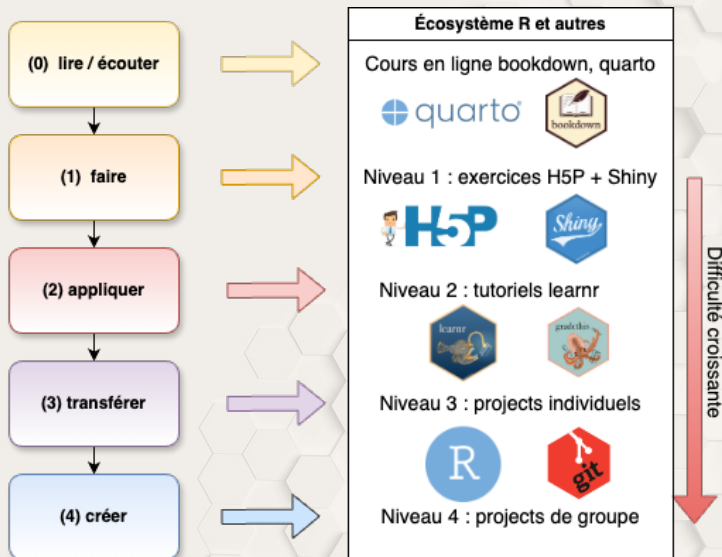 (0) lire / écouter
(1) faire
(2) appliquer
(3) transférer
(4) créer
Écosystème R et autres
Cours en ligne bookdown, quarto
quarto
bookdown
Niveau 1 : exercices H5P + Shiny
H5P
Shiny
Niveau 2 : tutoriels learnr
learnr
gradethis
Niveau 3 : projects individuels
R
git
Niveau 4 : projects de groupe
Difficulté croissante